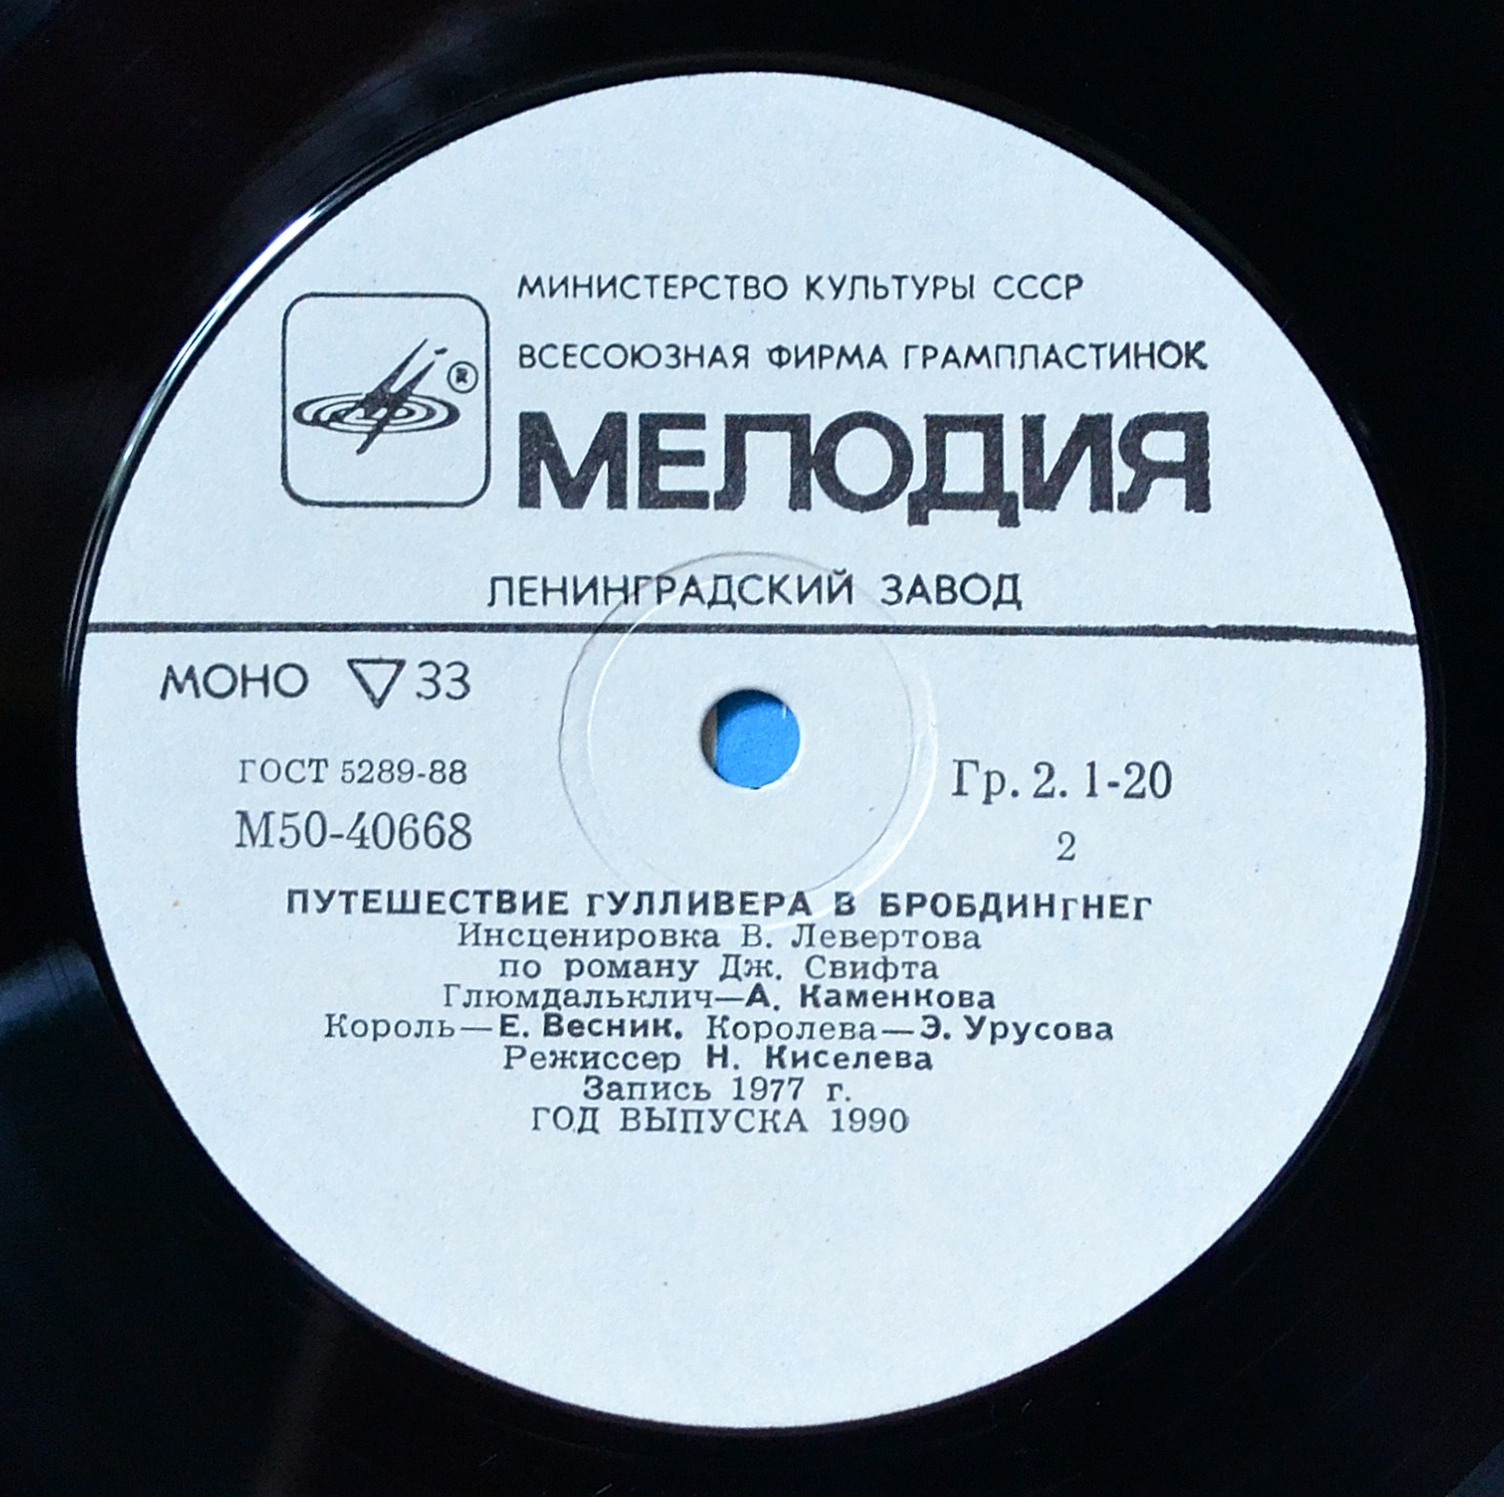 МИНИСТЕРСТВО КУЛЬТУРЫ СССР
ВСЕСОЮЗНАЯ ФИРМА ГРАМПЛАСТИНОК
®
МЕЛОДИЯ
ЛЕНИНГРАДСКИЙ ЗАВОД
МОНО ▽33
ГОСТ 5289-88
Гр. 2. 1-20
М50-40668
2
ПУТЕШЕСТВИЕ ГУЛЛИВЕРА В БРОБДИНГНЕГ
Инсценировка В. Левертова
по роману Дж. Свифта
Глюмдальклич—А. Каменкова
Король—Е. Весник. Королева—Э. Урусова
Режиссер Н. Киселева
Запись 1977 г.
ГОД ВЫПУСКА 1990